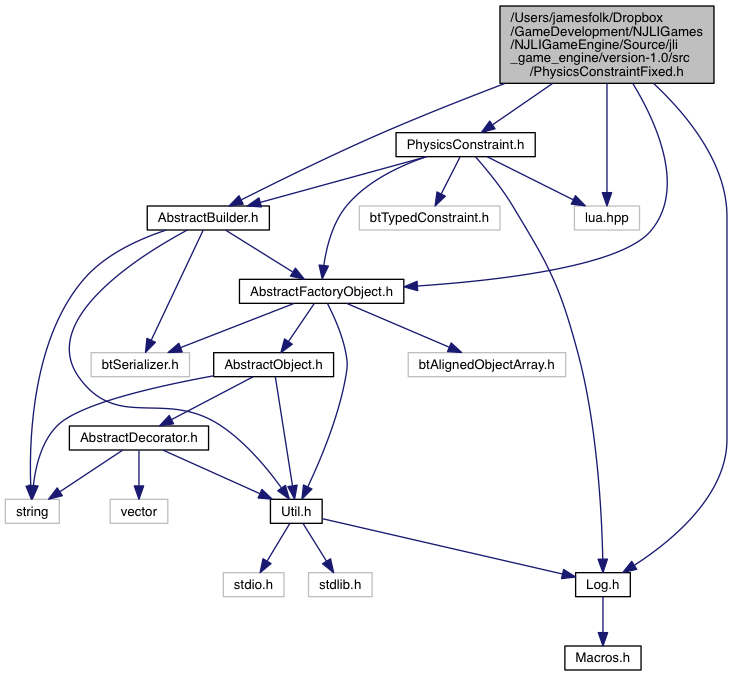 /Users/jamesfolk/Dropbox
/GameDevelopment/NJLIGames
/NJLIGameEngine/Source/jli
_game_engine/version-1.0/src
/PhysicsConstraintFixed.h
PhysicsConstraint.h
AbstractBuilder.h
btTypedConstraint.h
lua.hpp
AbstractFactoryObject.h
btSerializer.h
AbstractObject.h
btAlignedObjectArray.h
AbstractDecorator.h
string
vector
Util.h
stdio.h
stdlib.h
Log.h
Macros.h